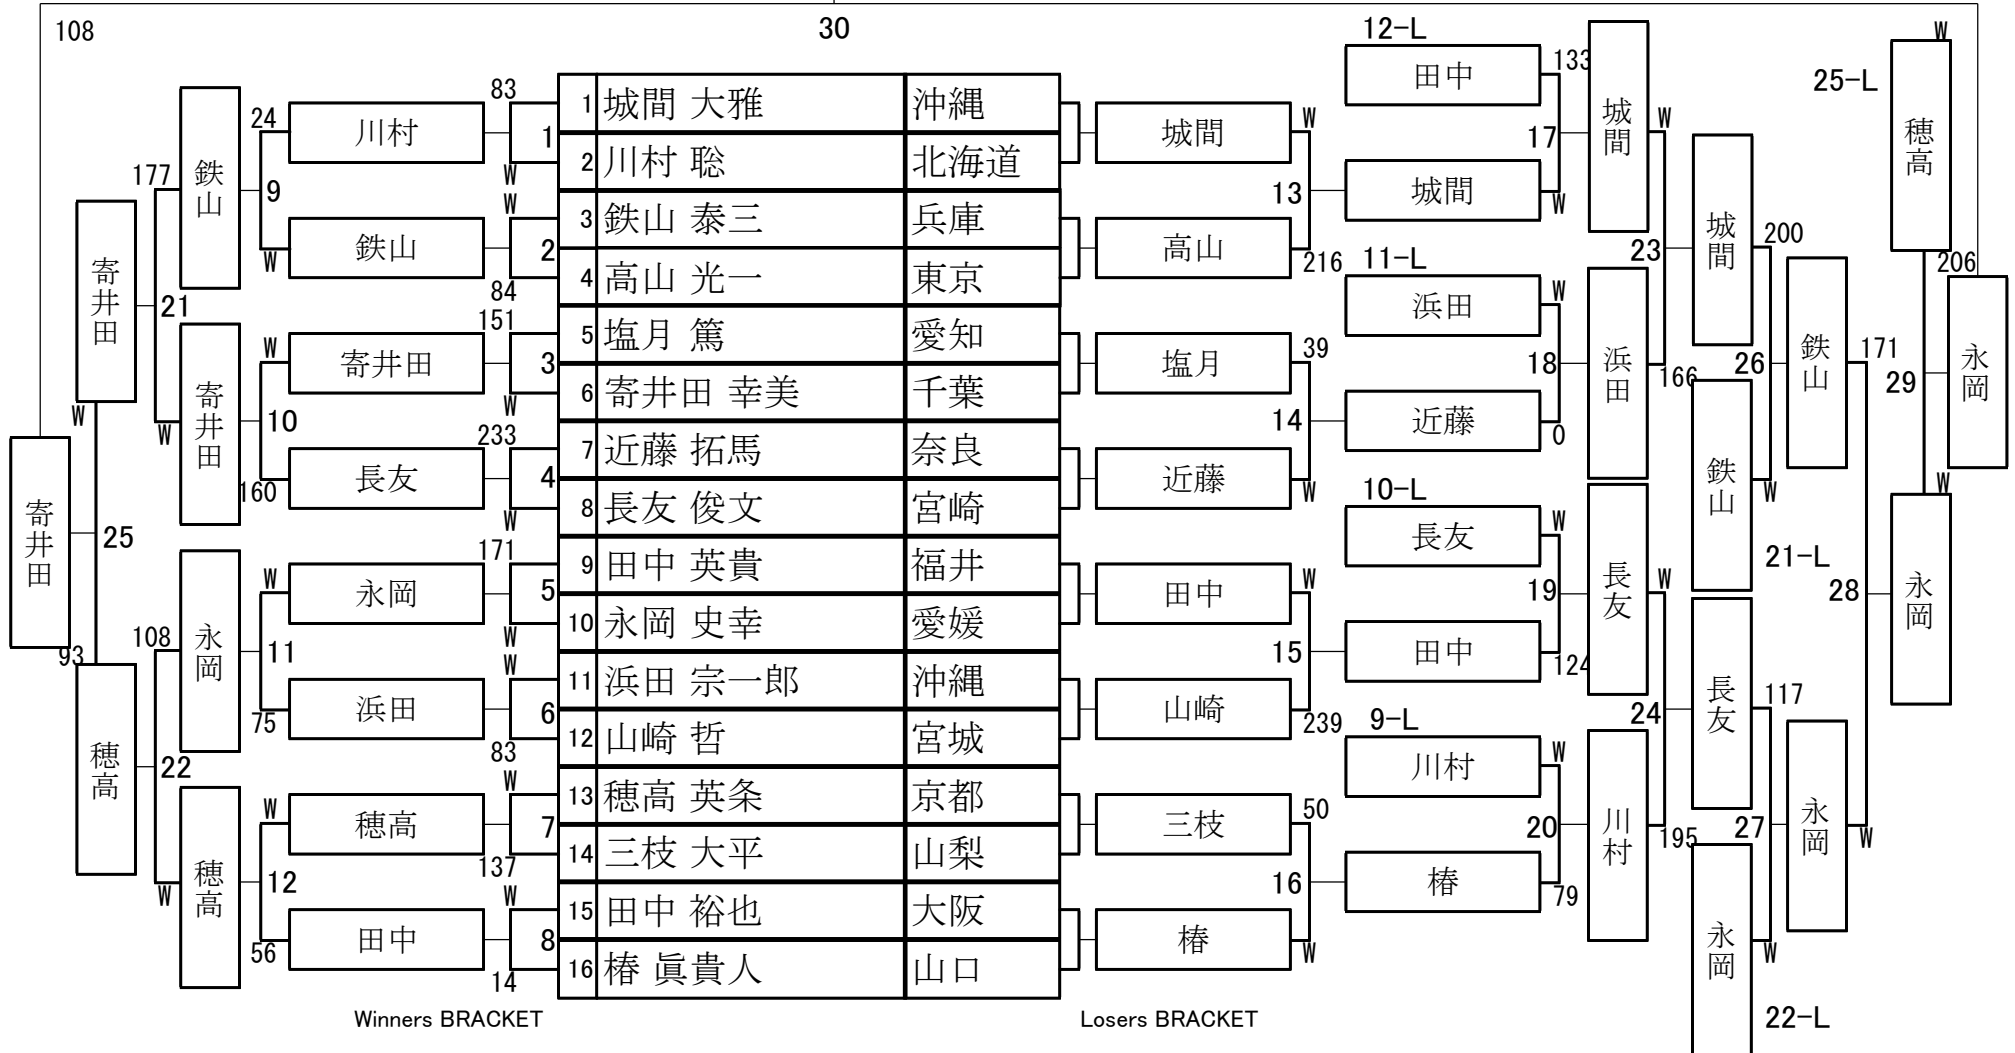 108
30
12-L
133
W
田中
25-L
83
1 城間 大雅 沖縄
城間
W
17
城間
W
穂高
24
川村
1
2 川村 聡 北海道
W
13
城間
W
177
鉄山
9
W
3 鉄山 泰三 兵庫
高山
216
23
城間
200
W
鉄山
2
4 高山 光一 東京
84
11-L
浜田
W
206
寄井田
21
151
5 塩月 篤 愛知
塩月
39
18
浜田
166
26
鉄山
171
29
永岡
W
寄井田
3
6 寄井田 幸美 千葉
W
14
近藤
0
W
W
寄井田
10
233
7 近藤 拓馬 奈良
近藤
W
鉄山
W
W
160
長友
4
8 長友 俊文 宮崎
W
10-L
長友
W
寄井田
25
171
9 田中 英貴 福井
田中
W
19
長友
W
21-L
28
永岡
W
永岡
5
10 永岡 史幸 愛媛
W
15
田中
124
93
108
永岡
11
W
11 浜田 宗一郎 沖縄
山崎
239
24
長友
117
75
浜田
6
12 山崎 哲 宮城
83
9-L
川村
W
穂高
22
W
13 穂高 英条 京都
三枝
50
20
川村
195
27
永岡
W
W
穂高
7
14 三枝 大平 山梨
137
16
椿
79
W
穂高
12
W
15 田中 裕也 大阪
椿
W
永岡
W
56
田中
8
16 椿 眞貴人 山口
14
Winners BRACKET
Losers BRACKET
22-L